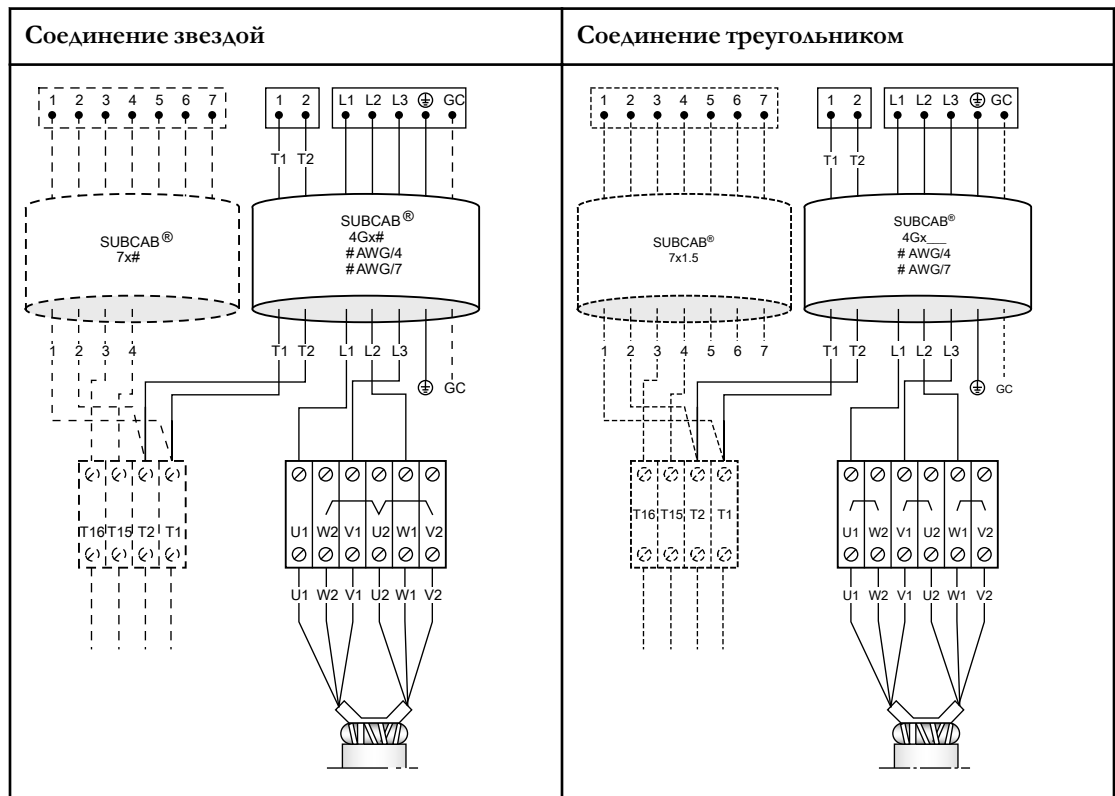 Соединение звездой
Соединение треугольником
1 2 3 4 5 6 7
1 2
L1 L2 L3 GC
T1 T2
SUBCAB®
7x#
SUBCAB®
4Gx#
# AWG/4
# AWG/7
1 2 3 4
T1 T2 L1 L2 L3
GC
T16 T15 T2 T1
U1 W2 V1 U2 W1 V2
U1 W2 V1 U2 W1 V2
1 2 3 4 5 6 7
1 2
L1 L2 L3 GC
T1 T2
SUBCAB®
7x1.5
SUBCAB®
4Gx___
# AWG/4
# AWG/7
1 2 3 4 5 6 7
T1 T2 L1 L2 L3
GC
T16 T15 T2 T1
U1 W2 V1 U2 W1 V2
U1 W2 V1 U2 W1 V2